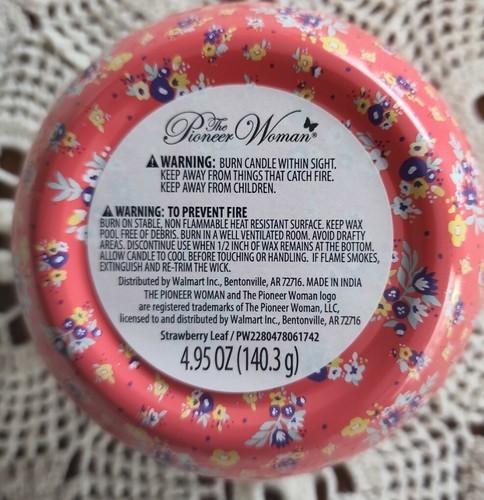 The
Pioneer Woman®
⚠ WARNING: BURN CANDLE WITHIN SIGHT.
KEEP AWAY FROM THINGS THAT CATCH FIRE.
KEEP AWAY FROM CHILDREN.
⚠ WARNING: TO PREVENT FIRE
BURN ON STABLE, NON FLAMMABLE HEAT RESISTANT SURFACE. KEEP WAX
POOL FREE OF DEBRIS. BURN IN A WELL VENTILATED ROOM. AVOID DRAFTY
AREAS. DISCONTINUE USE WHEN 1/2 INCH OF WAX REMAINS AT THE BOTTOM.
ALLOW CANDLE TO COOL BEFORE TOUCHING OR HANDLING. IF FLAME SMOKES,
EXTINGUISH AND RE-TRIM THE WICK.
Distributed by Walmart Inc., Bentonville, AR 72716. MADE IN INDIA
THE PIONEER WOMAN and The Pioneer Woman logo
are registered trademarks of The Pioneer Woman, LLC,
licensed to and distributed by Walmart Inc., Bentonville, AR 72716
Strawberry Leaf / PW2280478061742
4.95 OZ (140.3 g)